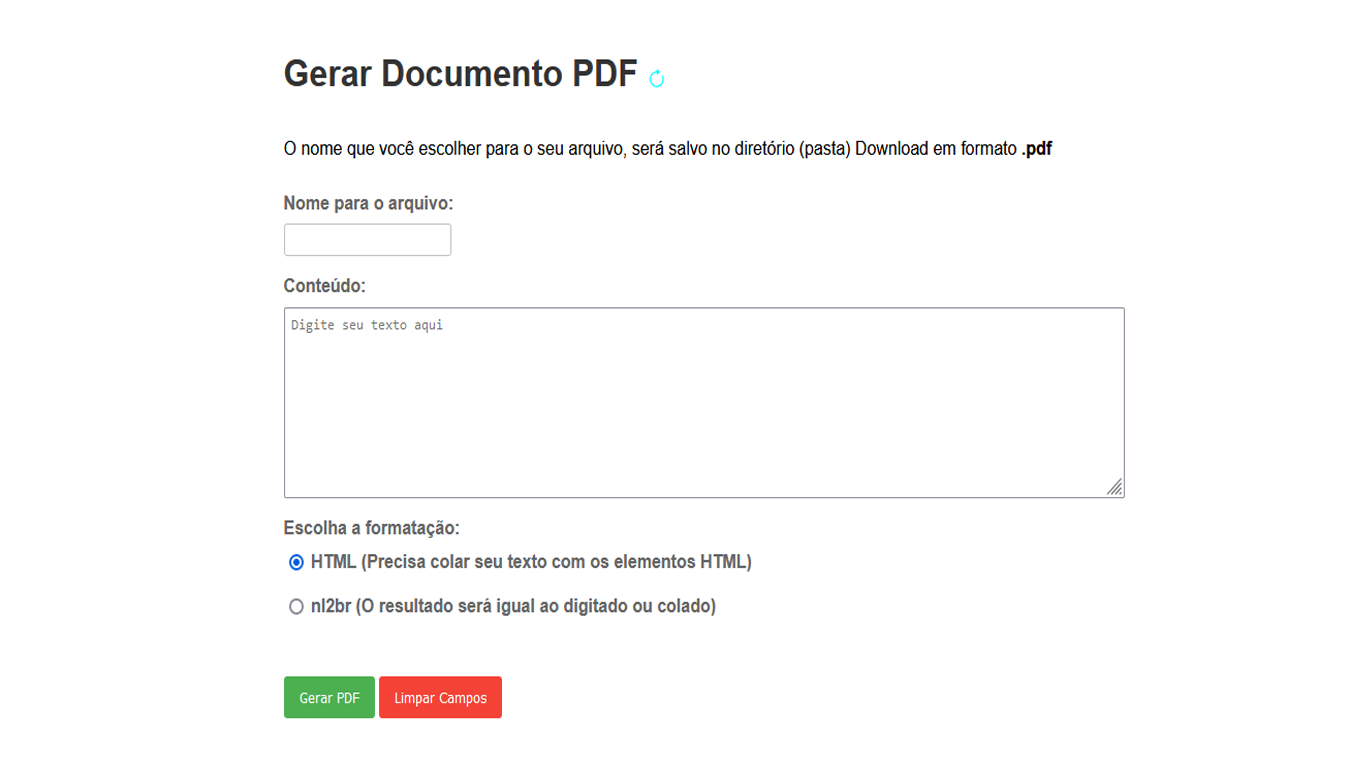 Gerar Documento PDF
O nome que você escolher para o seu arquivo, será salvo no diretório (pasta) Download em formato .pdf
Nome para o arquivo:
Conteúdo:
Digite seu texto aqui
Escolha a formatação:
HTML (Precisa colar seu texto com os elementos HTML)
nl2br (O resultado será igual ao digitado ou colado)
Gerar PDF Limpar Campos